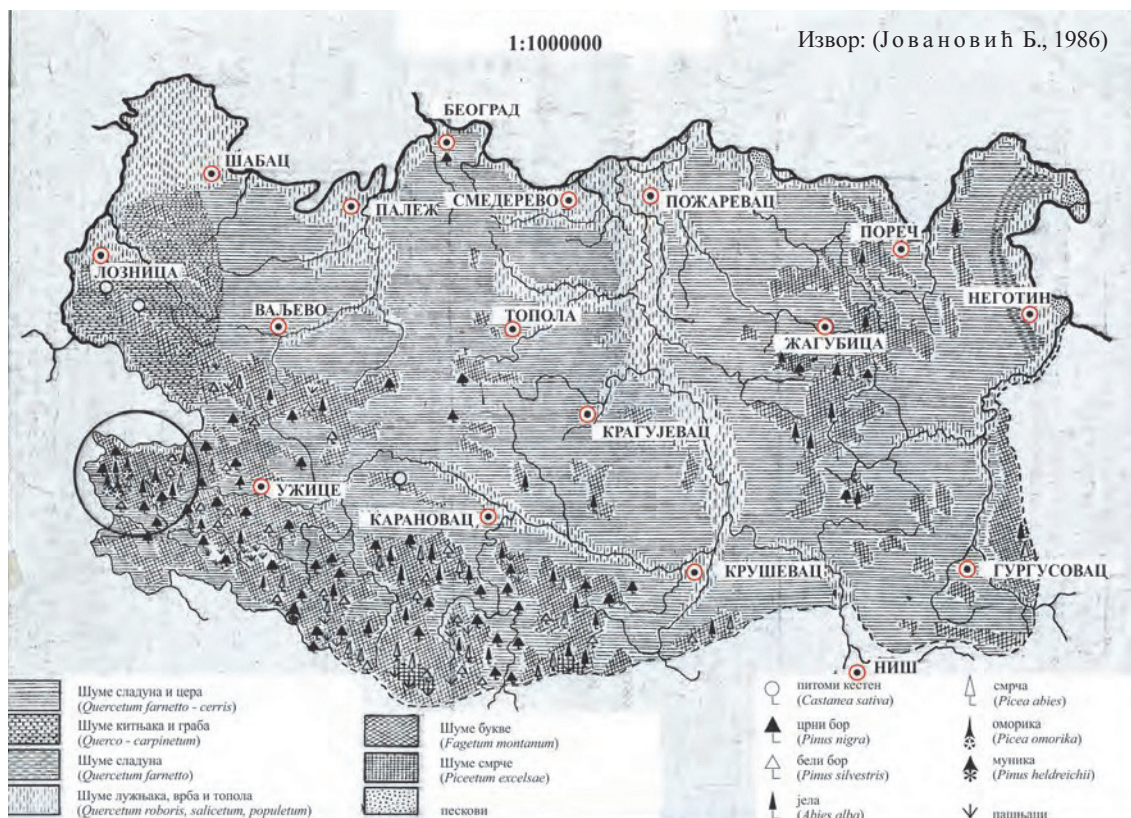 1:1000000
Извор: (Јовановић Б., 1986)
БЕОГРАД
ШАБАЦ
ПАЛЕЖ
СМЕДЕРЕВО
ПОЖАРЕВАЦ
ПОРЕЧ
ЛОЗНИЦА
ВАЉЕВО
ТОПОЛА
ЖАГУБИЦА
НЕГОТИН
КРАГУЈЕВАЦ
УЖИЦЕ
КАРАНОВАЦ
КРУШЕВАЦ
ГУРГУСОВАЦ
НИШ
Шуме сладуна и цера
(Quercetum farnetto - cerris)
Шуме китњака и граба
(Querco - carpinetum)
Шуме сладуна
(Quercetum farnetto)
Шуме лужњака, врба и топола
(Quercetum roboris, salicetum, populetum)
Шуме букве
(Fagetum montanum)
Шуме смрче
(Piceetum excelsae)
пескови
питоми кестен
(Castanea sativa)
црни бор
(Pinus nigra)
бели бор
(Pinus silvestris)
јела
(Abies alba)
смрча
(Picea abies)
оморика
(Picea omorika)
муника
(Pinus heldreichii)
пашњаци